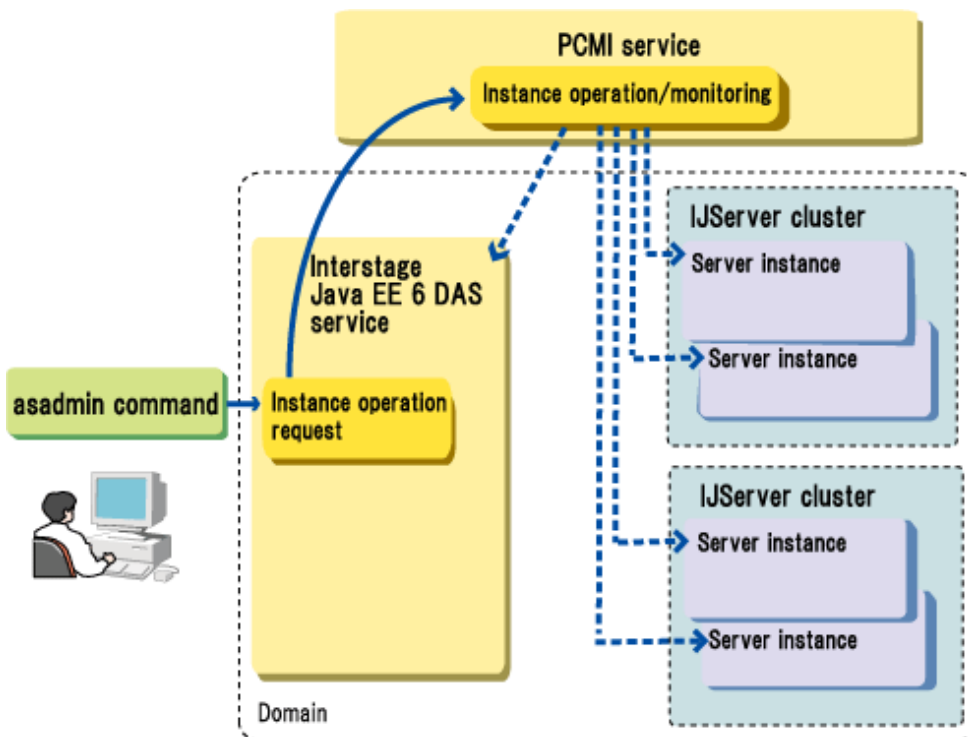 PCMI service
Instance operation/monitoring
IJServer cluster
Server instance
Server instance
Interstage
Java EE 6 DAS
service
asadmin command
Instance operation
request
IJServer cluster
Server instance
Server instance
Domain